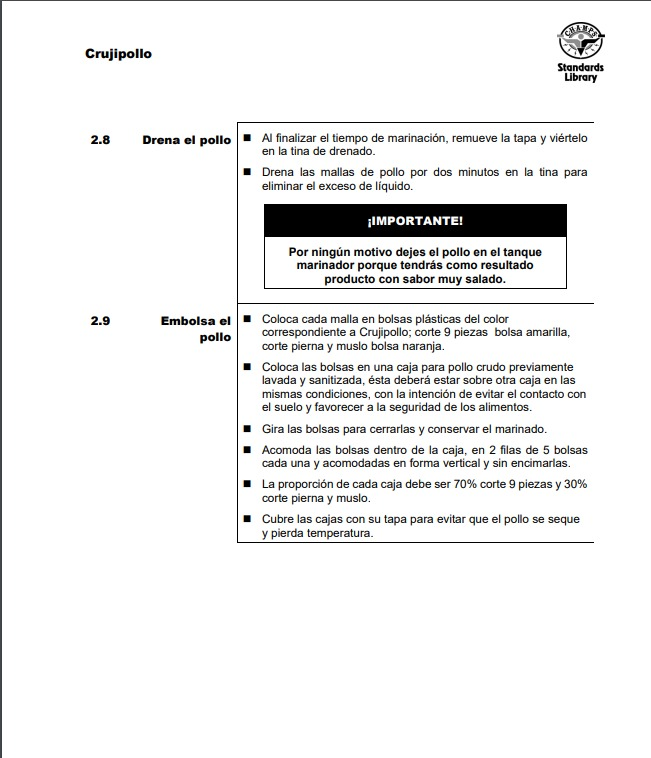 CHAMPS
Standards
Library
Crujipollo
2.8 Drena el pollo
■ Al finalizar el tiempo de marinación, remueve la tapa y viértelo
en la tina de drenado.
■ Drena las mallas de pollo por dos minutos en la tina para
eliminar el exceso de líquido.
¡IMPORTANTE!
Por ningún motivo dejes el pollo en el tanque
marinador porque tendrás como resultado
producto con sabor muy salado.
2.9 Embolsa el
pollo
■ Coloca cada malla en bolsas plásticas del color
correspondiente a Crujipollo; corte 9 piezas bolsa amarilla,
corte pierna y muslo bolsa naranja.
■ Coloca las bolsas en una caja para pollo crudo previamente
lavada y sanitizada, ésta deberá estar sobre otra caja en las
mismas condiciones, con la intención de evitar el contacto con
el suelo y favorecer a la seguridad de los alimentos.
■ Gira las bolsas para cerrarlas y conservar el marinado.
■ Acomoda las bolsas dentro de la caja, en 2 filas de 5 bolsas
cada una y acomodadas en forma vertical y sin encimarlas.
■ La proporción de cada caja debe ser 70% corte 9 piezas y 30%
corte pierna y muslo.
■ Cubre las cajas con su tapa para evitar que el pollo se seque
y pierda temperatura.